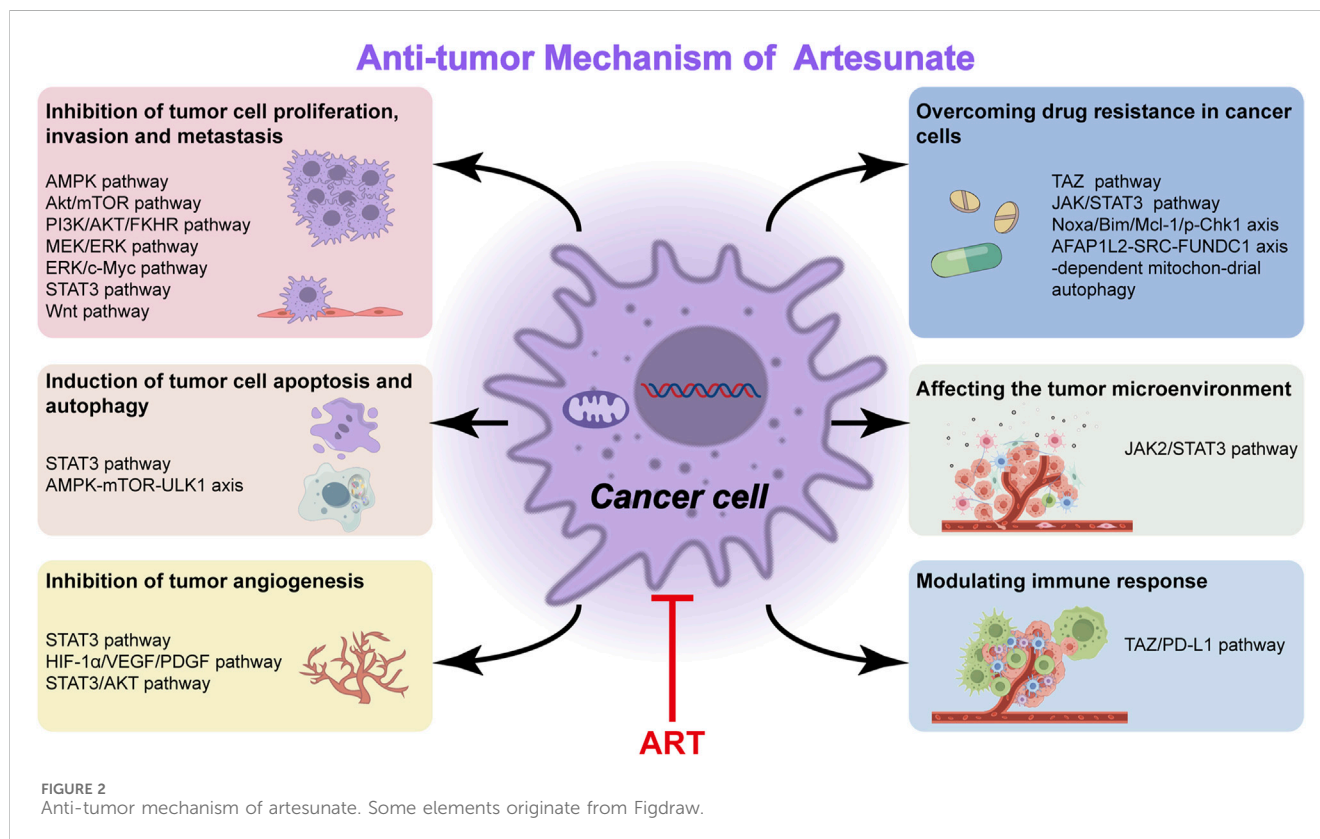 Anti-tumor Mechanism of Artesunate
Inhibition of tumor cell proliferation,
invasion and metastasis
AMPK pathway
Akt/mTOR pathway
PI3K/AKT/FKHR pathway
MEK/ERK pathway
ERK/c-Myc pathway
STAT3 pathway
Wnt pathway
Induction of tumor cell apoptosis and
autophagy
STAT3 pathway
AMPK-mTOR-ULK1 axis
Inhibition of tumor angiogenesis
STAT3 pathway
HIF-1α/VEGF/PDGF pathway
STAT3/AKT pathway
Cancer cell
ART
Overcoming drug resistance in cancer
cells
TAZ pathway
JAK/STAT3 pathway
Noxa/Bim/Mcl-1/p-Chk1 axis
AFAP1L2-SRC-FUNDC1 axis
-dependent mitochon-drial
autophagy
Affecting the tumor microenvironment
JAK2/STAT3 pathway
Modulating immune response
TAZ/PD-L1 pathway
FIGURE 2
Anti-tumor mechanism of artesunate. Some elements originate from Figdraw.